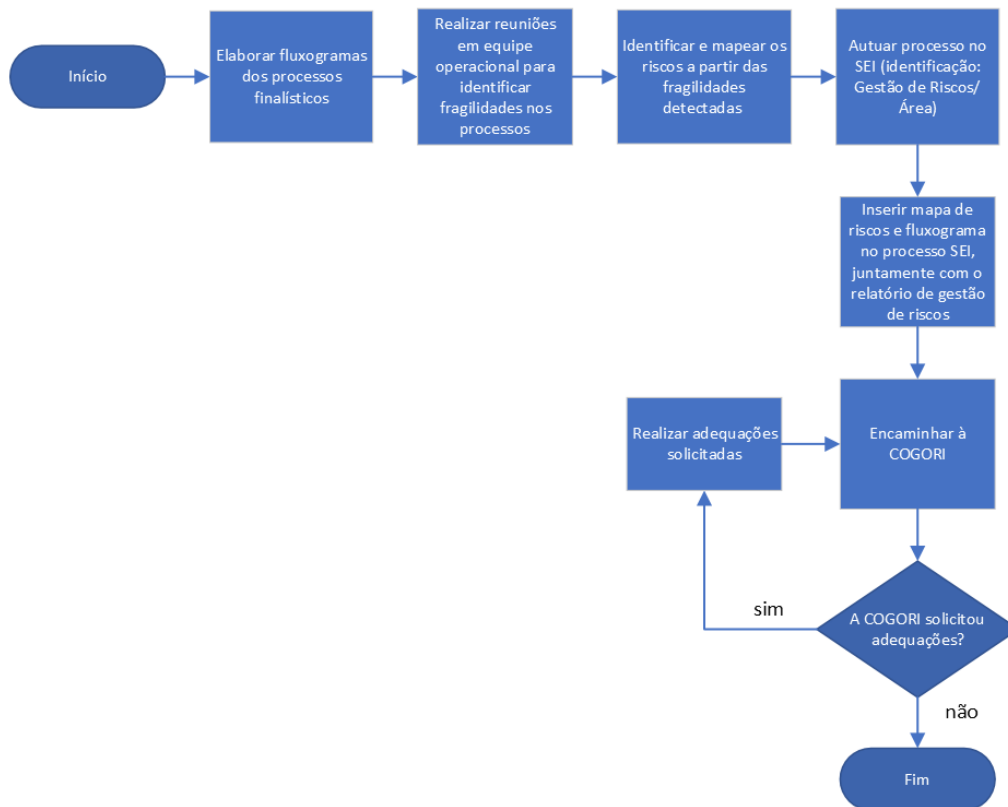 Início
Elaborar fluxogramas
dos processos
finalísticos
Realizar reuniões
em equipe
operacional para
identificar
fragilidades nos
processos
Identificar e mapear os
riscos a partir das
fragilidades
detectadas
Autuar processo no
SEI (identificação:
Gestão de Riscos/
Área)
Inserir mapa de
riscos e fluxograma
no processo SEI,
juntamente com o
relatório de gestão
de riscos
Encaminhar à
COGORI
Realizar adequações
solicitadas
A COGORI solicitou
adequações?
sim
não
Fim